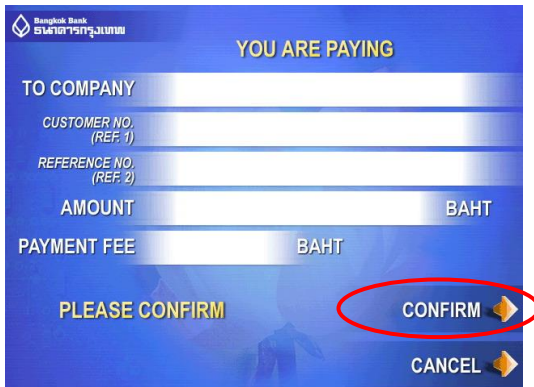 Bangkok Bank
ธนาคารกรุงเทพ
YOU ARE PAYING
TO COMPANY
CUSTOMER NO.
(REF. 1)
REFERENCE NO.
(REF. 2)
AMOUNT BAHT
PAYMENT FEE BAHT
PLEASE CONFIRM CONFIRM
CANCEL